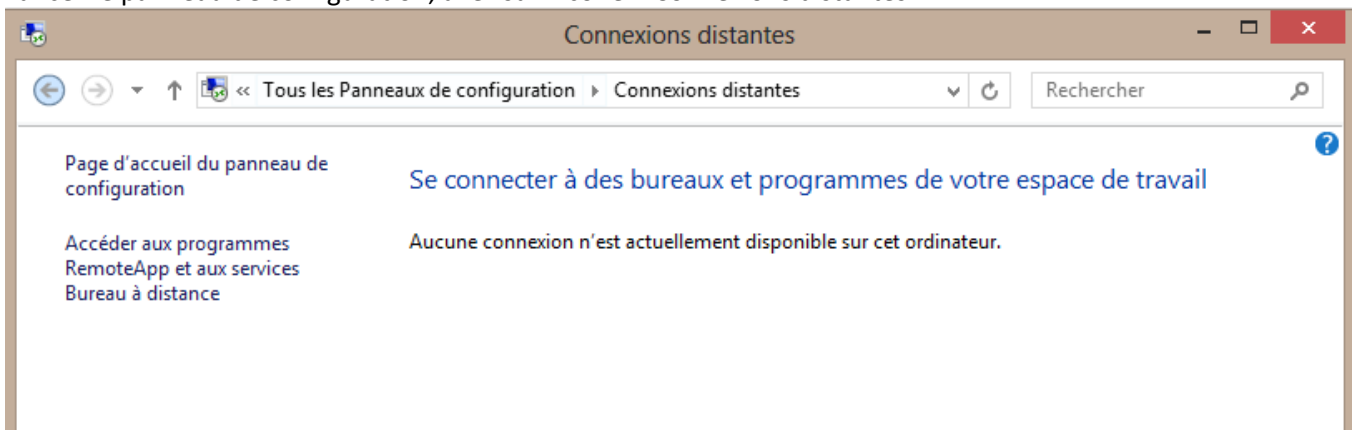 Connexions distantes
« Tous les Panneaux de configuration Connexions distantes
Rechercher
Page d'accueil du panneau de
configuration
Se connecter à des bureaux et programmes de votre espace de travail
Accéder aux programmes
RemoteApp et aux services
Bureau à distance
Aucune connexion n'est actuellement disponible sur cet ordinateur.